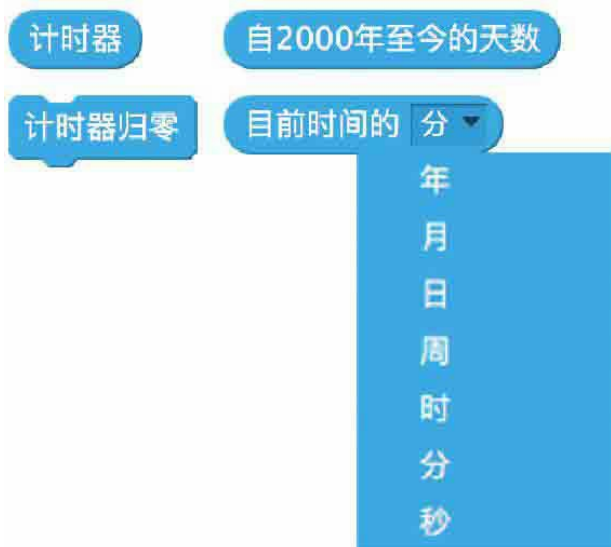 计时器
自2000年至今的天数
计时器归零
目前时间的 分
年
月
日
周
时
分
秒